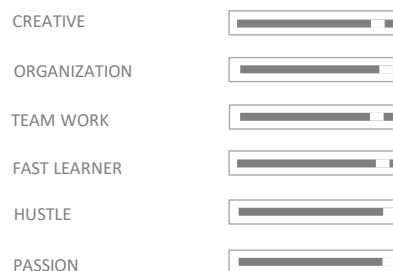 CREATIVE
ORGANIZATION
TEAM WORK
FAST LEARNER
HUSTLE
PASSION